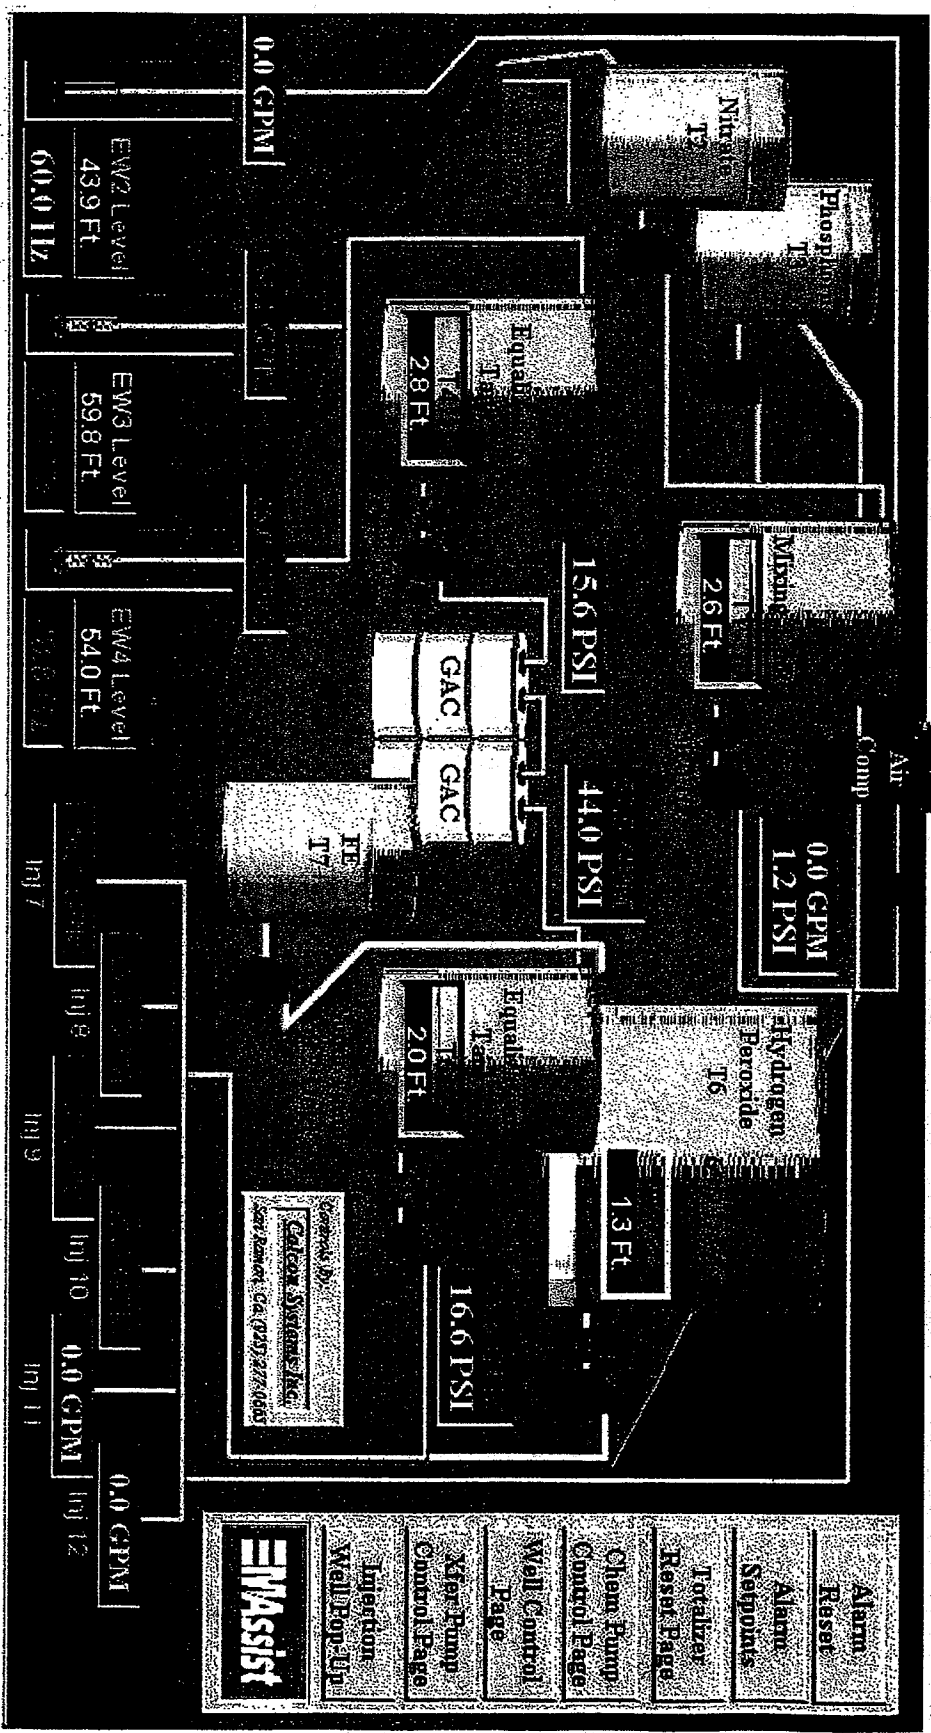 Alarm
Reset
Alarm
Setpoints
Totalizer
Reset Page
Chem Pump
Control Page
Well Control
Page
Xfer Pump
Control Page
Injection
Well Pop-Up
EMAssist
Air
Comp
0.0 GPM
1.2 PSI
Nitrate
T2
Mixing
2.6 Ft
Hydrogen
Peroxide
T6
1.3 Ft
15.6 PSI
44.0 PSI
2.8 Ft.
GAC
GAC
2.0 Ft.
16.6 PSI
T7
Calcon Systems Inc.
0.0 GPM
EW2 Level
43.9 Ft
60.0 Hz
EW3 Level
59.8 Ft
EW4 Level
54.0 Ft.
Inj 7
Inj 8
Inj 9
Inj 10
0.0 GPM
Inj 11
0.0 GPM
Inj 12